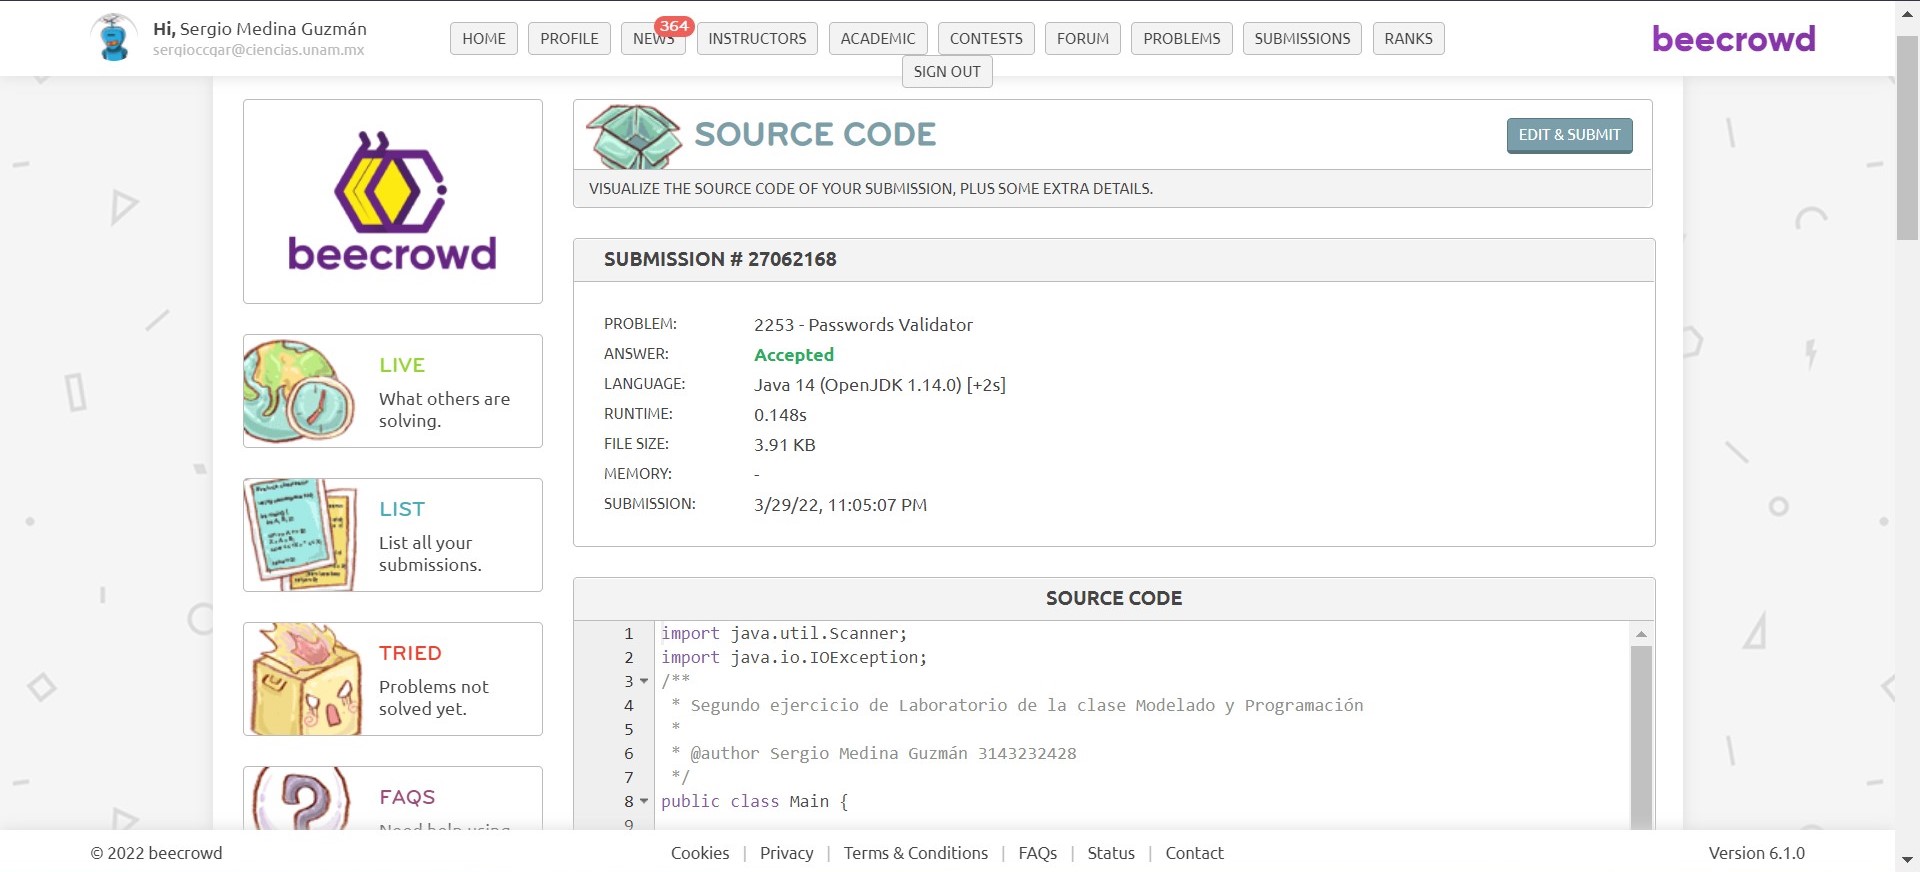 Hi, Sergio Medina Guzmán
sergioccgar@ciencias.unam.mx
HOME
PROFILE
NEWS
364
INSTRUCTORS
ACADEMIC
CONTESTS
FORUM
PROBLEMS
SUBMISSIONS
RANKS
SIGN OUT
beecrowd
beecrowd
SOURCE CODE
EDIT & SUBMIT
VISUALIZE THE SOURCE CODE OF YOUR SUBMISSION, PLUS SOME EXTRA DETAILS.
LIVE
What others are
solving.
LIST
List all your
submissions.
TRIED
Problems not
solved yet.
FAQS
Need help using
SUBMISSION # 27062168
PROBLEM: 2253 - Passwords Validator
ANSWER: Accepted
LANGUAGE: Java 14 (OpenJDK 1.14.0) [+2s]
RUNTIME: 0.148s
FILE SIZE: 3.91 KB
MEMORY: -
SUBMISSION: 3/29/22, 11:05:07 PM
SOURCE CODE
1 import java.util.Scanner;
2 import java.io.IOException;
3 /**
4 * Segundo ejercicio de Laboratorio de la clase Modelado y Programación
5 *
6 * @author Sergio Medina Guzmán 3143232428
7 */
8 public class Main {
9
© 2022 beecrowd
Cookies | Privacy | Terms & Conditions | FAQs | Status | Contact
Version 6.1.0